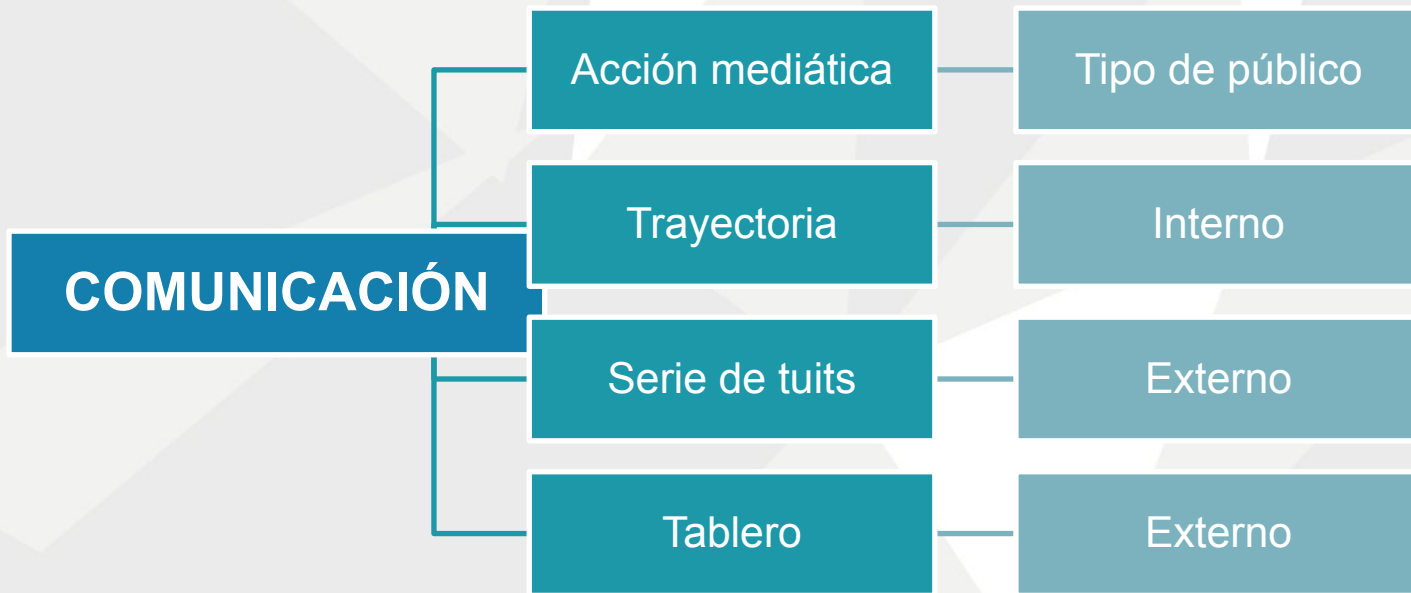 COMUNICACIÓN
Acción mediática
Tipo de público
Trayectoria
Interno
Serie de tuits
Externo
Tablero
Externo